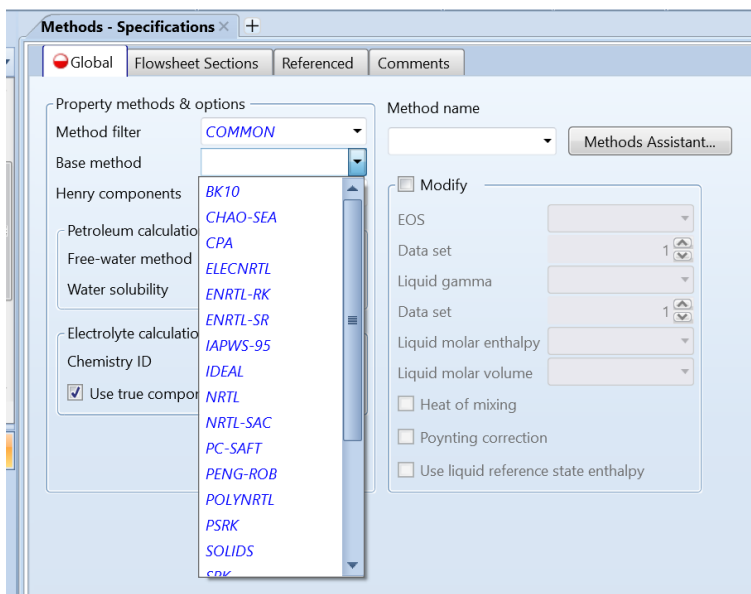 Methods - Specifications × +
Global Flowsheet Sections Referenced Comments
Property methods & options
Method filter COMMON
Base method
Henry components
Petroleum calculatio
Free-water method
Water solubility
Electrolyte calculatio
Chemistry ID
Use true compor
BK10
CHAO-SEA
CPA
ELECNRTL
ENRTL-RK
ENRTL-SR
IAPWS-95
IDEAL
NRTL
NRTL-SAC
PC-SAFT
PENG-ROB
POLYNRTL
PSRK
SOLIDS
Method name
Methods Assistant...
Modify
EOS
Data set 1
Liquid gamma
Data set 1
Liquid molar enthalpy
Liquid molar volume
Heat of mixing
Poynting correction
Use liquid reference state enthalpy